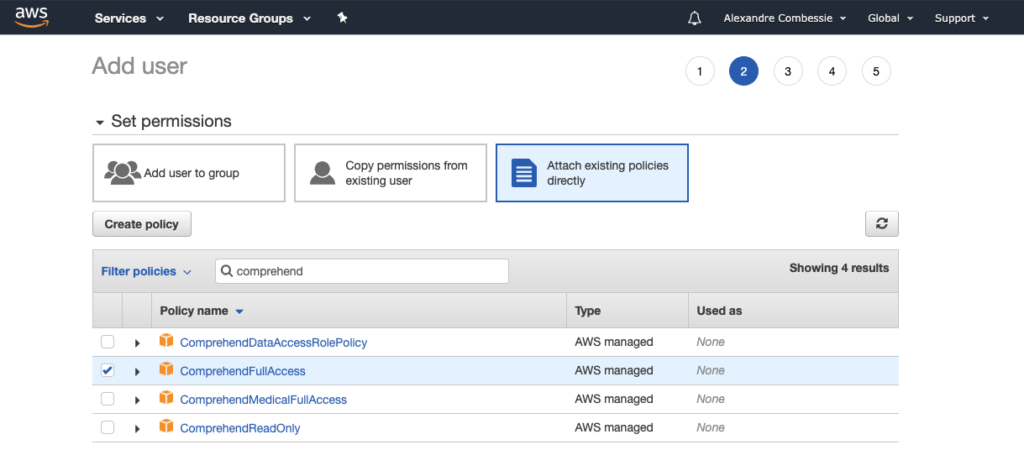 aws Services Resource Groups Alexandre Combessie Global Support
Add user 1 2 3 4 5
Set permissions
Add user to group
Copy permissions from
existing user
Attach existing policies
directly
Create policy
Filter policies comprehend Showing 4 results
Policy name Type Used as
ComprehendDataAccessRolePolicy AWS managed None
ComprehendFullAccess AWS managed None
ComprehendMedicalFullAccess AWS managed None
ComprehendReadOnly AWS managed None